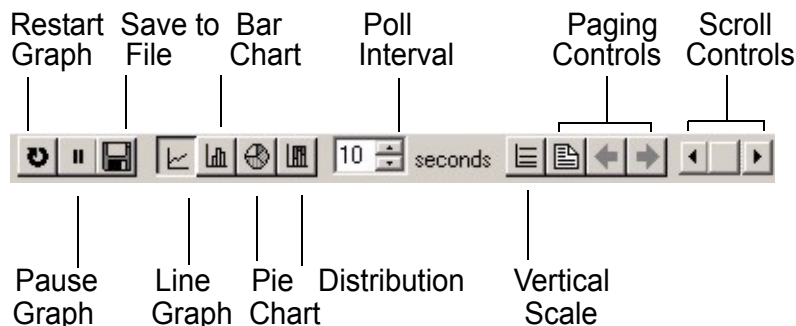 Restart Save to Bar Poll Paging Scroll
Graph File Chart Interval Controls Controls
10 seconds
Pause Line Pie Distribution Vertical
Graph Graph Chart Scale